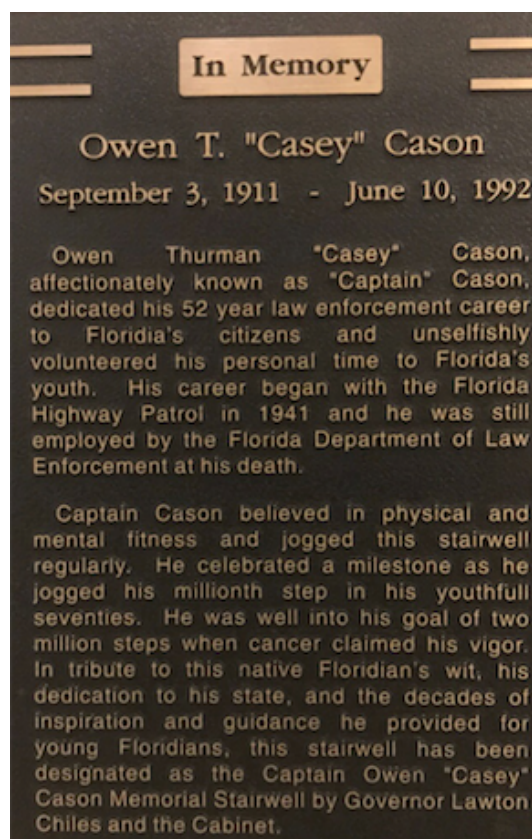 In Memory
Owen T. "Casey" Cason
September 3, 1911 - June 10, 1992
Owen Thurman "Casey" Cason,
affectionately known as "Captain" Cason,
dedicated his 52 year law enforcement career
to Floridia's citizens and unselfishly
volunteered his personal time to Florida's
youth. His career began with the Florida
Highway Patrol in 1941 and he was still
employed by the Florida Department of Law
Enforcement at his death.
Captain Cason believed in physical and
mental fitness and jogged this stairwell
regularly. He celebrated a milestone as he
jogged his millionth step in his youthfull
seventies. He was well into his goal of two
million steps when cancer claimed his vigor.
In tribute to this native Floridian's wit, his
dedication to his state, and the decades of
inspiration and guidance he provided for
young Floridians, this stairwell has been
designated as the Captain Owen "Casey"
Cason Memorial Stairwell by Governor Lawton
Chiles and the Cabinet.